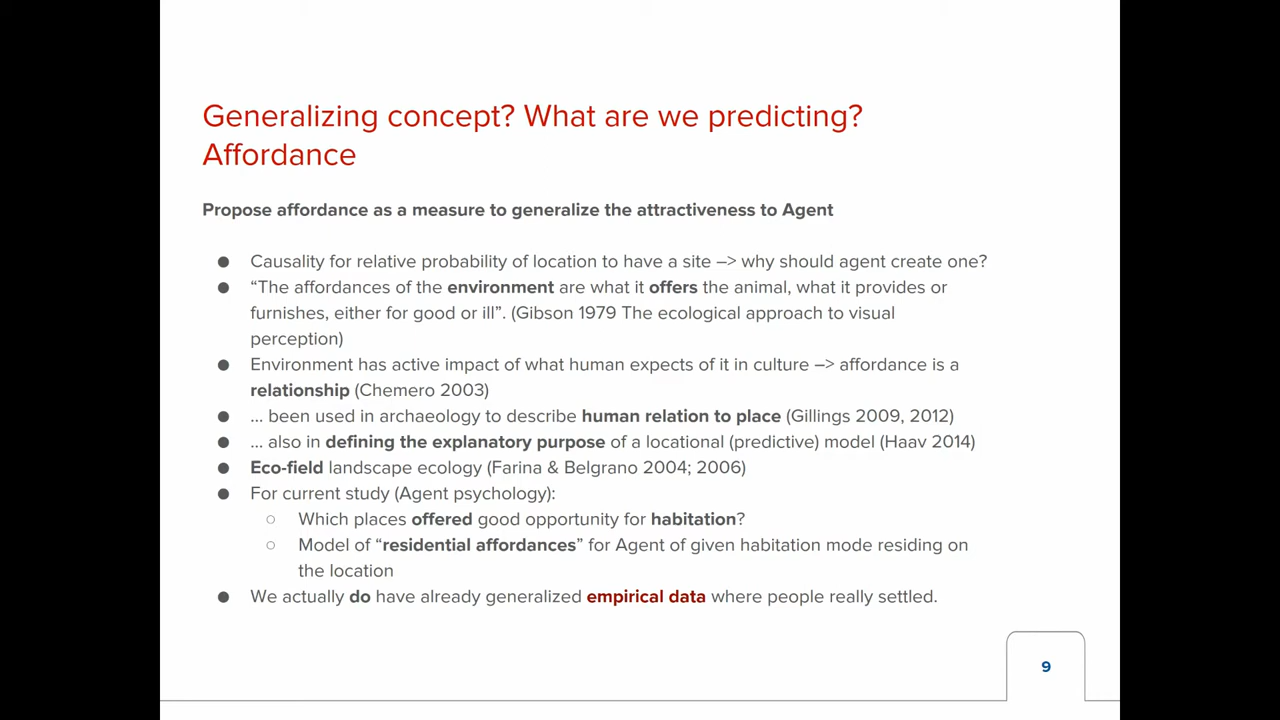 Generalizing concept? What are we predicting?
Affordance
Propose affordance as a measure to generalize the attractiveness to Agent
● Causality for relative probability of location to have a site –> why should agent create one?
● “The affordances of the environment are what it offers the animal, what it provides or
furnishes, either for good or ill”. (Gibson 1979 The ecological approach to visual
perception)
● Environment has active impact of what human expects of it in culture –> affordance is a
relationship (Chemero 2003)
● ... been used in archaeology to describe human relation to place (Gillings 2009, 2012)
● ... also in defining the explanatory purpose of a locational (predictive) model (Haav 2014)
● Eco-field landscape ecology (Farina & Belgrano 2004; 2006)
● For current study (Agent psychology):
○ Which places offered good opportunity for habitation?
○ Model of “residential affordances” for Agent of given habitation mode residing on
the location
● We actually do have already generalized empirical data where people really settled.
9